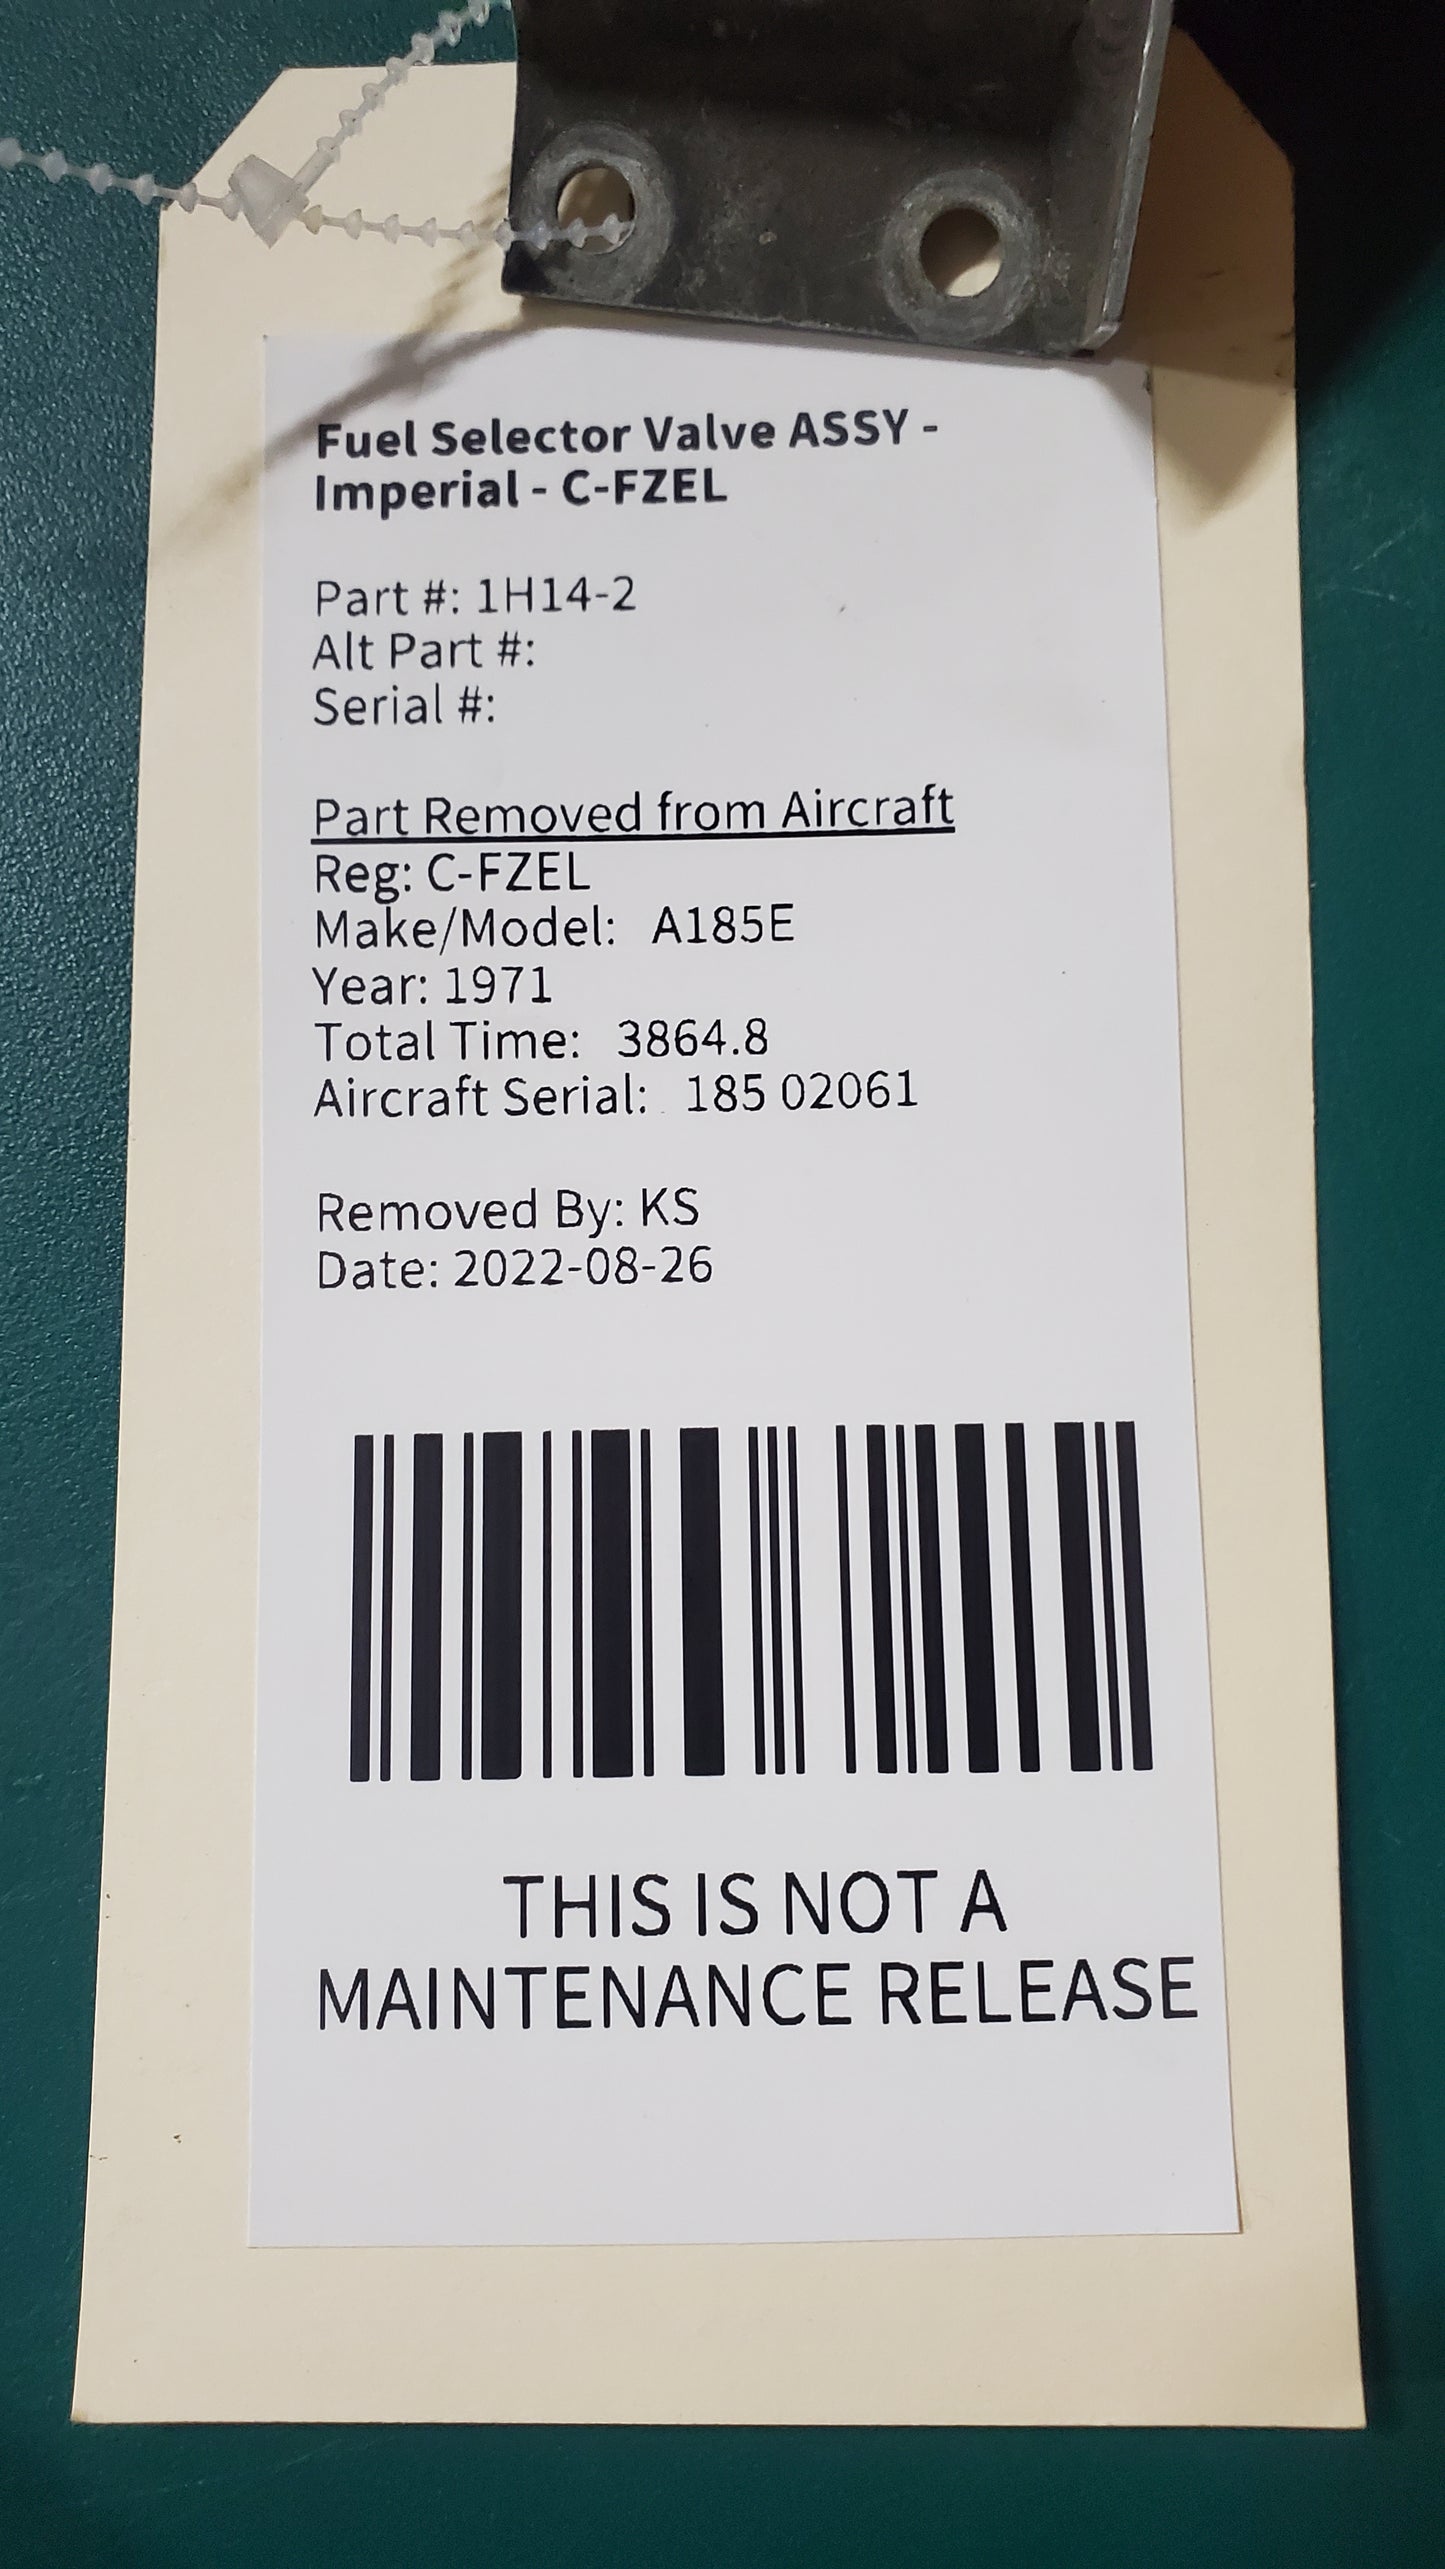 Fuel Selector Valve ASSY -
Imperial - C-FZEL
Part #: 1H14-2
Alt Part #:
Serial #:
Part Removed from Aircraft
Reg: C-FZEL
Make/Model: A185E
Year: 1971
Total Time: 3864.8
Aircraft Serial: 185 02061
Removed By: KS
Date: 2022-08-26
THIS IS NOT A
MAINTENANCE RELEASE